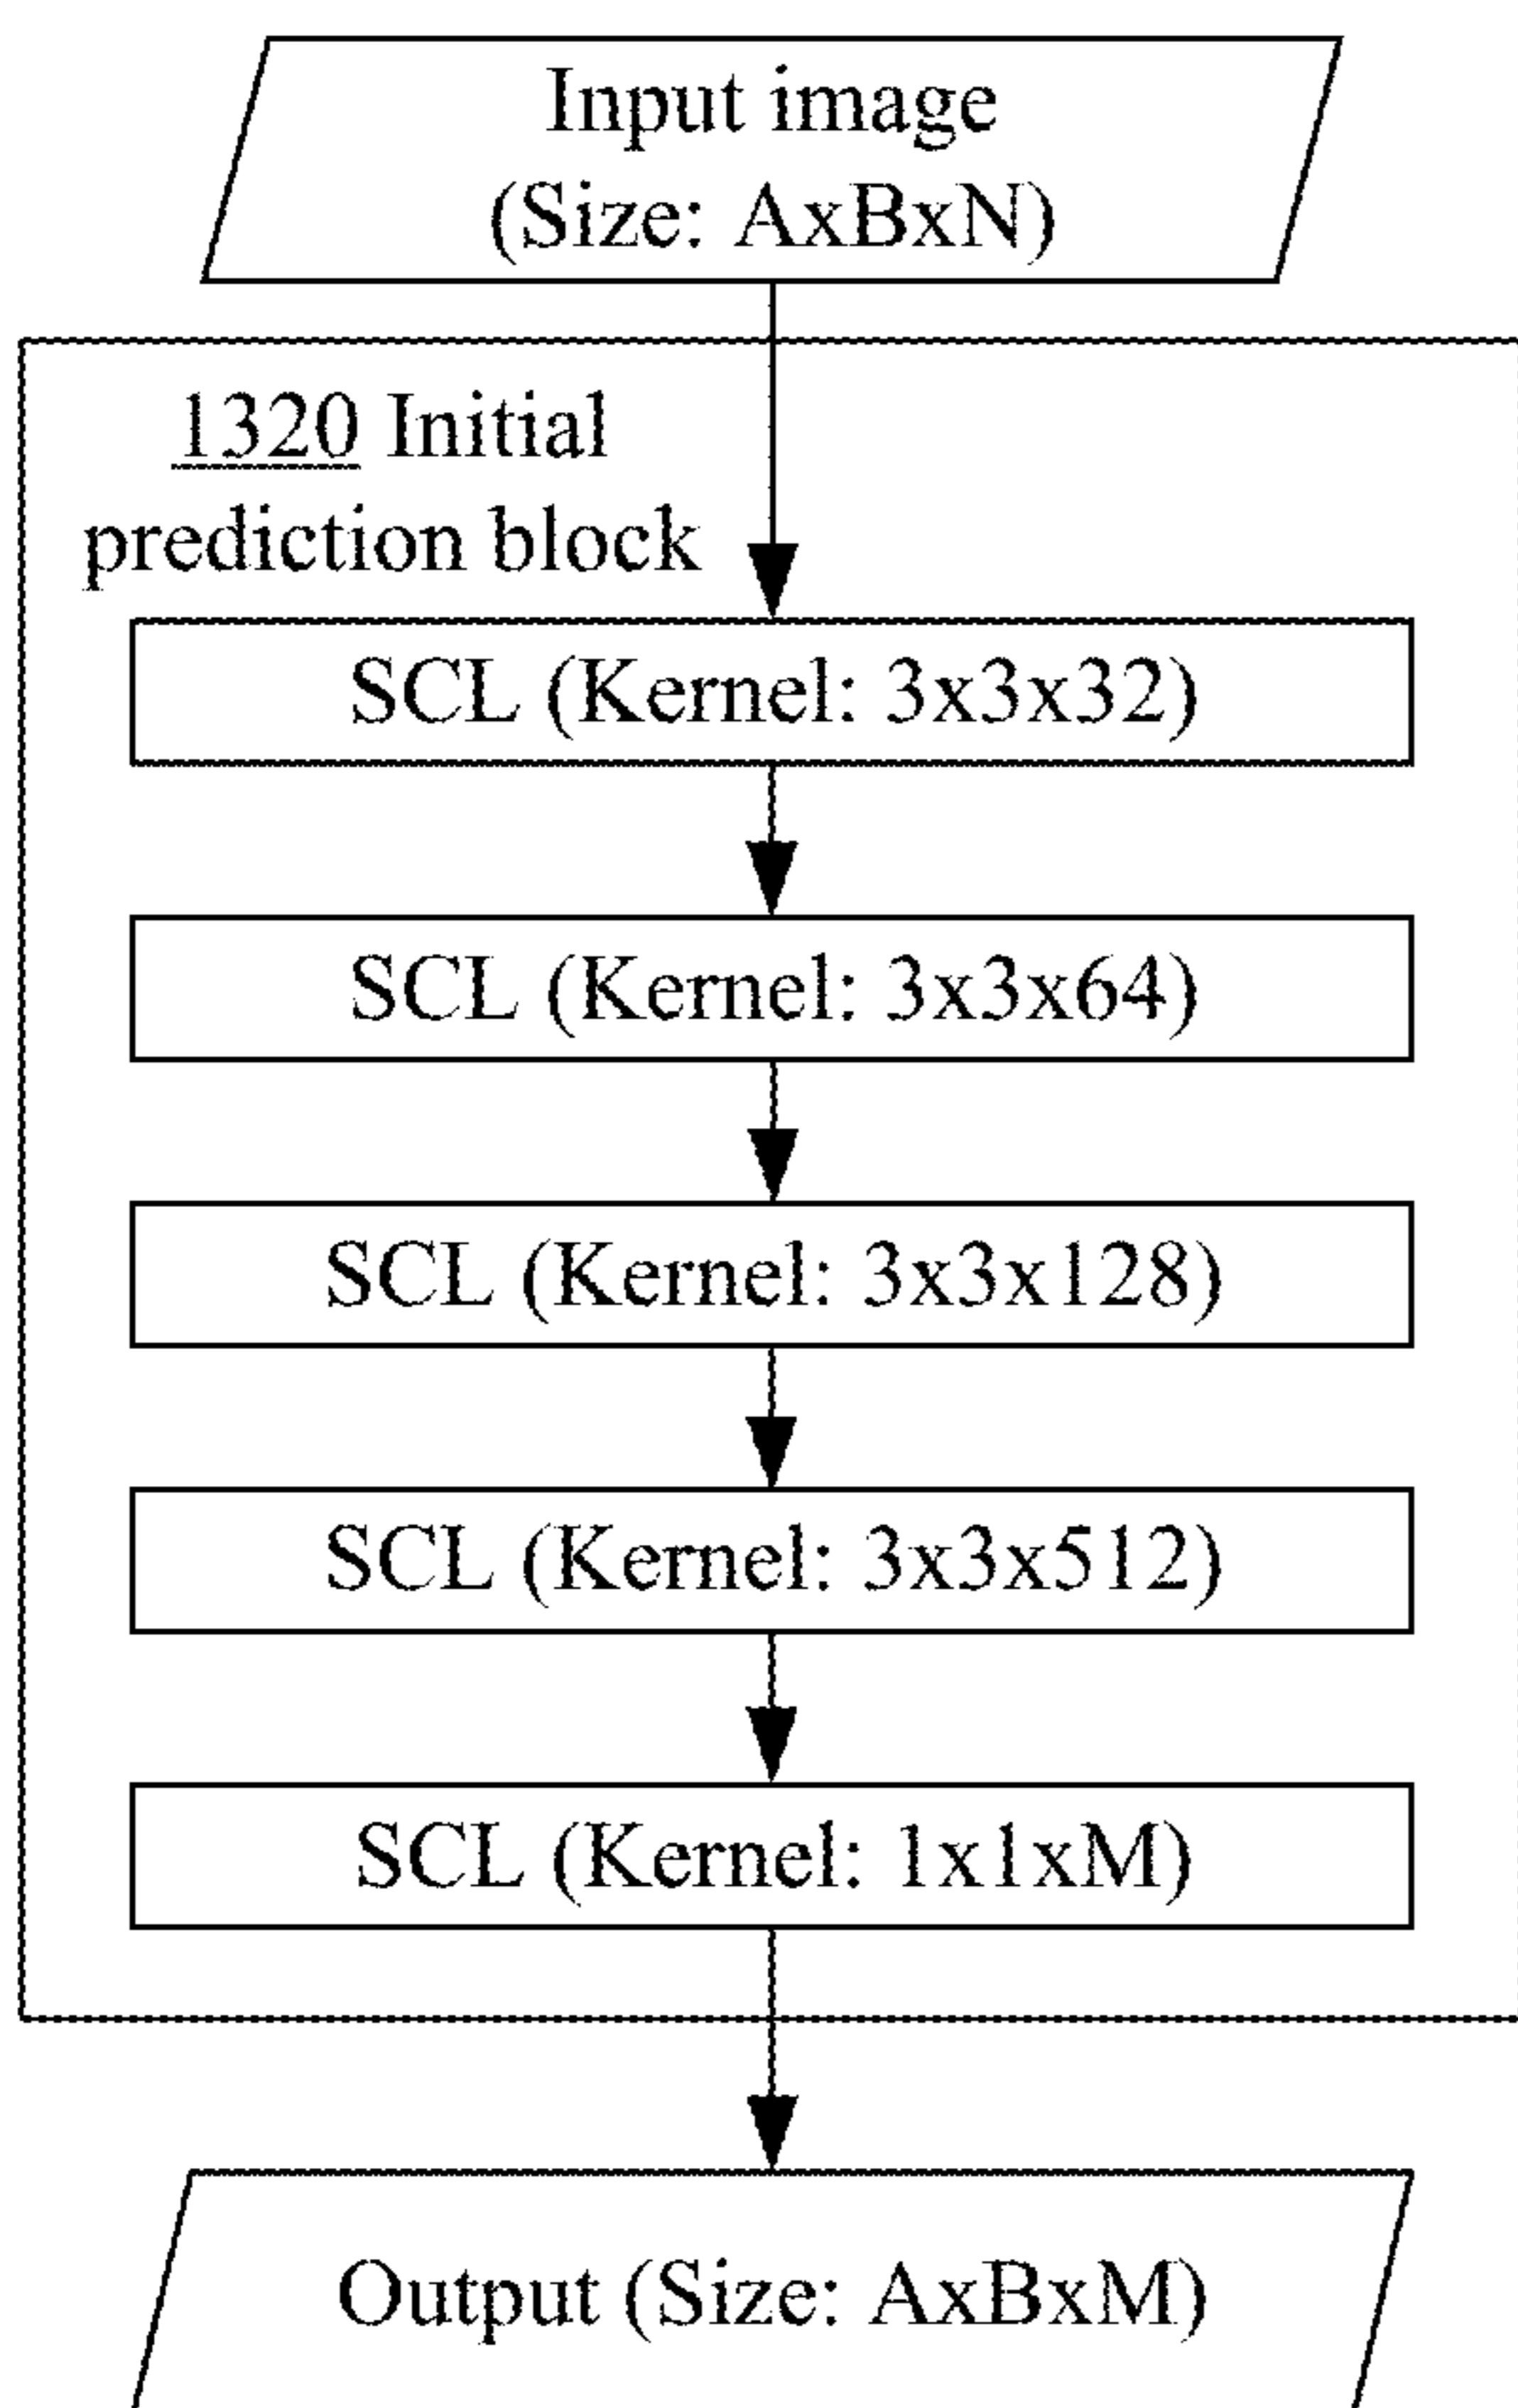 Input image
(Size: AxBxN)
1320 Initial
prediction block
SCL (Kernel: 3x3x32)
SCL (Kernel: 3x3x64)
SCL (Kernel: 3x3x128)
SCL (Kernel: 3x3x512)
SCL (Kernel: 1x1xM)
Output (Size: AxBxM)